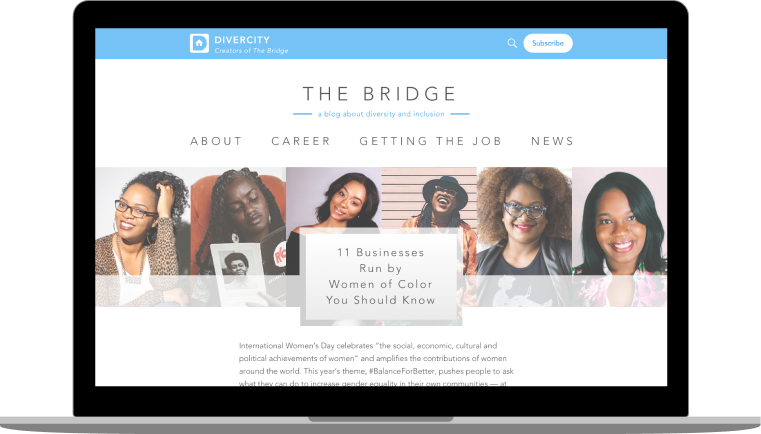 DIVERCITY
Creators of The Bridge
Subscribe
THE BRIDGE
a blog about diversity and inclusion
ABOUT CAREER GETTING THE JOB NEWS
11 Businesses
Run by
Women of Color
You Should Know
International Women's Day celebrates "the social, economic, cultural and
political achievements of women" and amplifies the contributions of women
around the world. This year's theme, #BalanceForBetter, pushes people to ask
what they can do to increase gender equality in their own communities — at